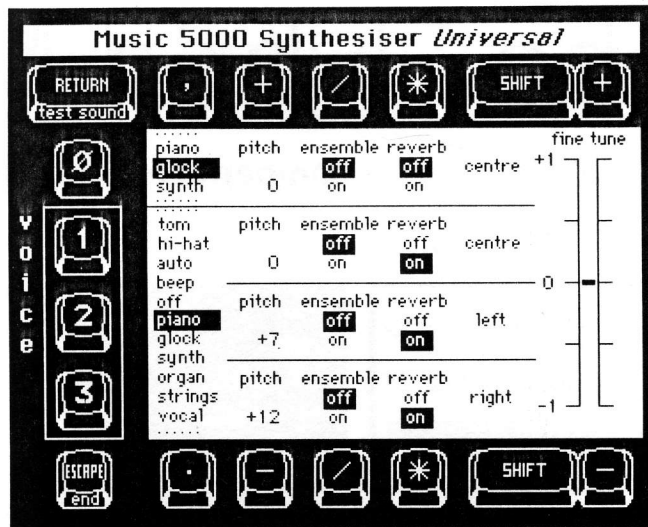 Music 5000 Synthesiser Universal
RETURN , + / * SHIFT +
test sound
fine tune
piano pitch ensemble reverb
glock off off centre +1
synth 0 on on
Ø
voice
1
2
3
tom pitch ensemble reverb
hi-hat off off centre
auto 0 on on
beep 0
off pitch ensemble reverb
piano off off left
glock +7 on on
synth
organ pitch ensemble reverb
strings off off right
vocal +12 on on -1
ESCAPE . - / * SHIFT -
end